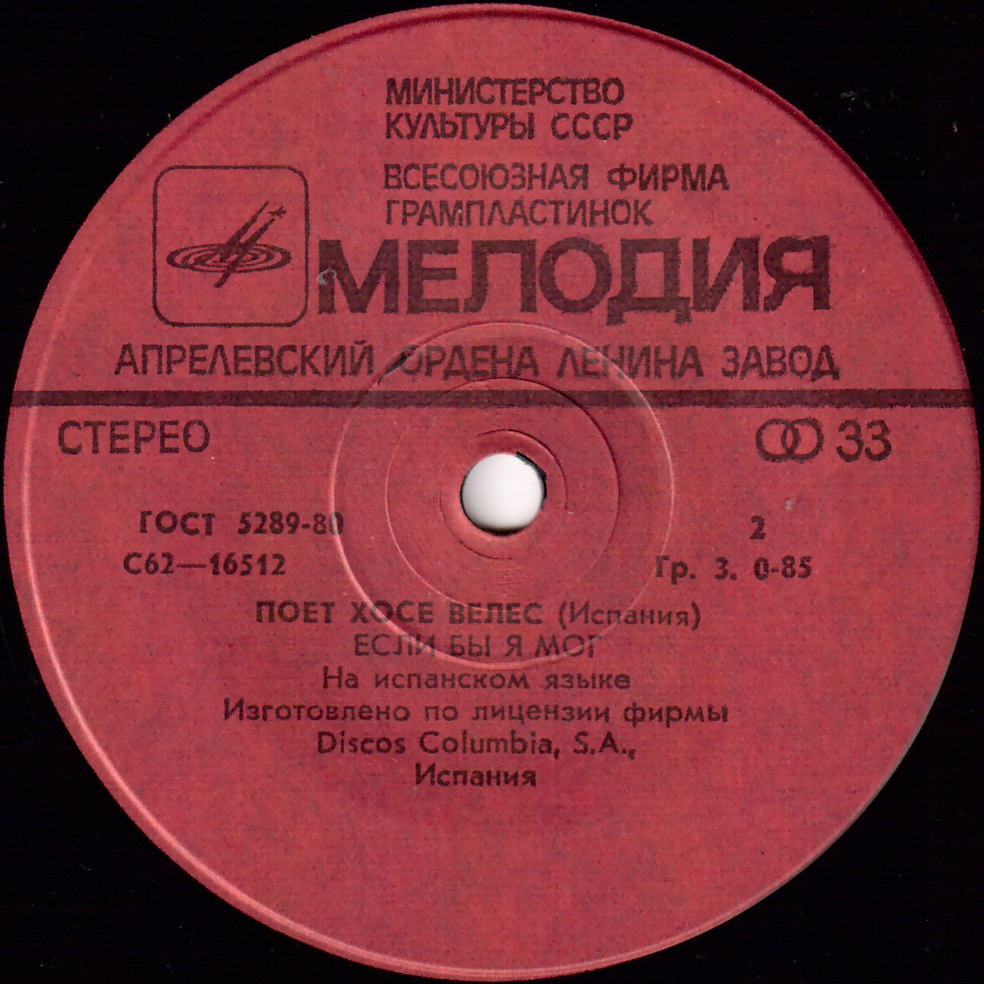 МИНИСТЕРСТВО
КУЛЬТУРЫ СССР
ВСЕСОЮЗНАЯ ФИРМА
ГРАМПЛАСТИНОК
МЕЛОДИЯ
АПРЕЛЕВСКИЙ ОРДЕНА ЛЕНИНА ЗАВОД
СТЕРЕО 33
ГОСТ 5289-80 2
С62—16512 Гр. 3. 0-85
ПОЕТ ХОСЕ ВЕЛЕС (Испания)
ЕСЛИ БЫ Я МОГ
На испанском языке
Изготовлено по лицензии фирмы
Discos Columbia, S.A.,
Испания